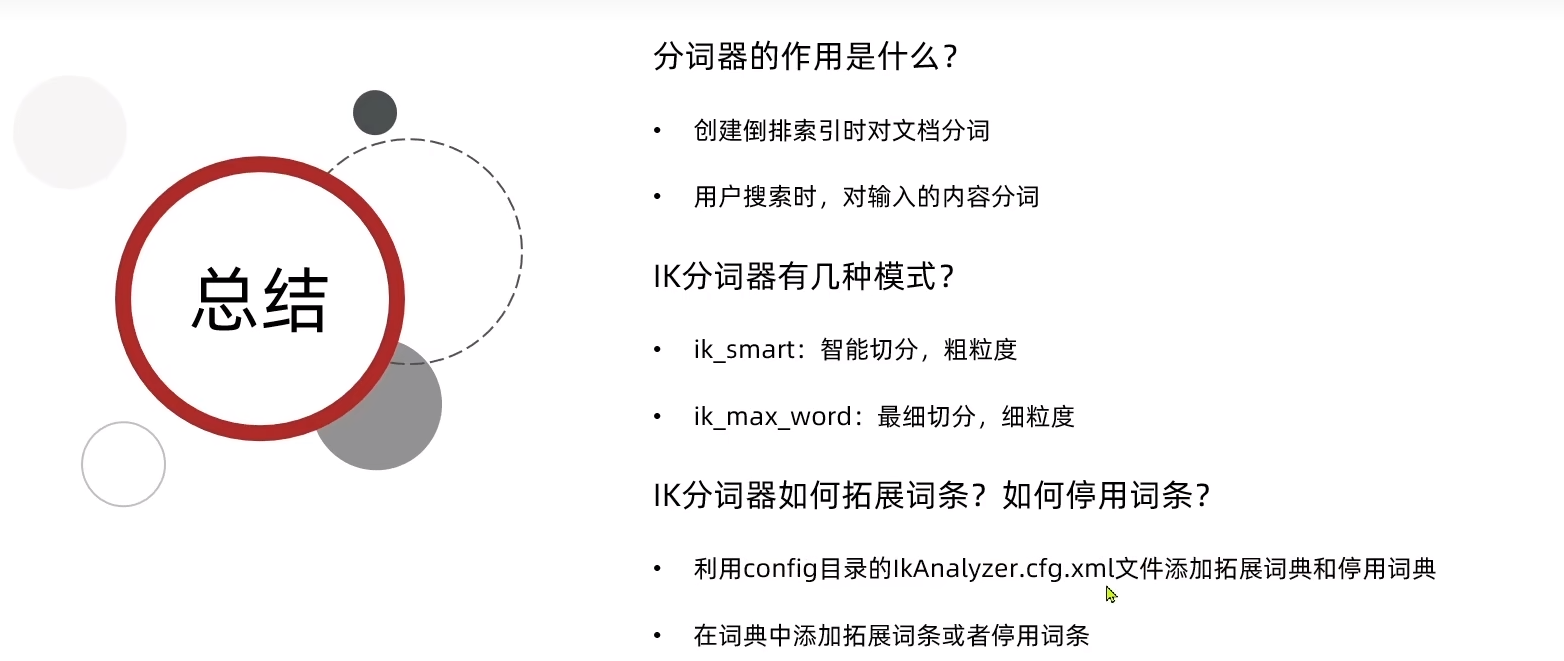 总结
分词器的作用是什么？
• 创建倒排索引时对文档分词
• 用户搜索时，对输入的内容分词
IK分词器有几种模式？
• ik_smart：智能切分，粗粒度
• ik_max_word：最细切分，细粒度
IK分词器如何拓展词条？如何停用词条？
• 利用config目录的IkAnalyzer.cfg.xml文件添加拓展词典和停用词典
• 在词典中添加拓展词条或者停用词条